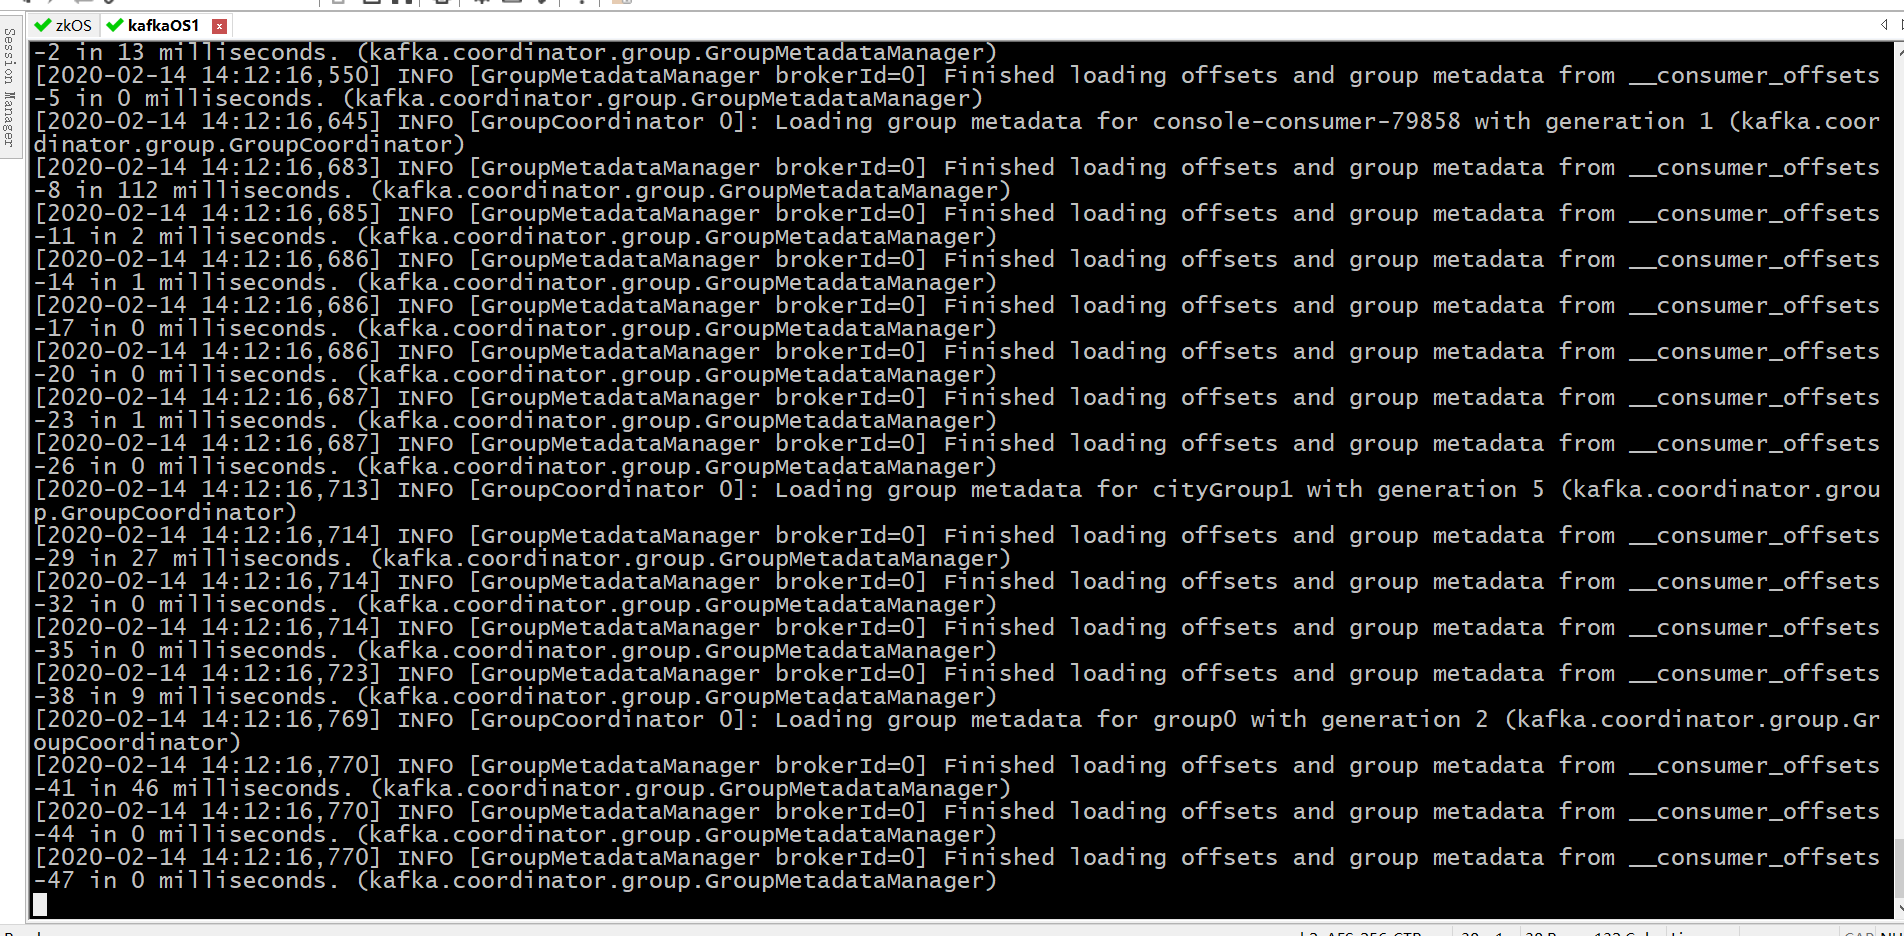 Session Manager
zkOS
kafkaOS1
-2 in 13 milliseconds. (kafka.coordinator.group.GroupMetadataManager)
[2020-02-14 14:12:16,550] INFO [GroupMetadataManager brokerId=0] Finished loading offsets and group metadata from __consumer_offsets
-5 in 0 milliseconds. (kafka.coordinator.group.GroupMetadataManager)
[2020-02-14 14:12:16,645] INFO [GroupCoordinator 0]: Loading group metadata for console-consumer-79858 with generation 1 (kafka.coor
dinator.group.GroupCoordinator)
[2020-02-14 14:12:16,683] INFO [GroupMetadataManager brokerId=0] Finished loading offsets and group metadata from __consumer_offsets
-8 in 112 milliseconds. (kafka.coordinator.group.GroupMetadataManager)
[2020-02-14 14:12:16,685] INFO [GroupMetadataManager brokerId=0] Finished loading offsets and group metadata from __consumer_offsets
-11 in 2 milliseconds. (kafka.coordinator.group.GroupMetadataManager)
[2020-02-14 14:12:16,686] INFO [GroupMetadataManager brokerId=0] Finished loading offsets and group metadata from __consumer_offsets
-14 in 1 milliseconds. (kafka.coordinator.group.GroupMetadataManager)
[2020-02-14 14:12:16,686] INFO [GroupMetadataManager brokerId=0] Finished loading offsets and group metadata from __consumer_offsets
-17 in 0 milliseconds. (kafka.coordinator.group.GroupMetadataManager)
[2020-02-14 14:12:16,686] INFO [GroupMetadataManager brokerId=0] Finished loading offsets and group metadata from __consumer_offsets
-20 in 0 milliseconds. (kafka.coordinator.group.GroupMetadataManager)
[2020-02-14 14:12:16,687] INFO [GroupMetadataManager brokerId=0] Finished loading offsets and group metadata from __consumer_offsets
-23 in 1 milliseconds. (kafka.coordinator.group.GroupMetadataManager)
[2020-02-14 14:12:16,687] INFO [GroupMetadataManager brokerId=0] Finished loading offsets and group metadata from __consumer_offsets
-26 in 0 milliseconds. (kafka.coordinator.group.GroupMetadataManager)
[2020-02-14 14:12:16,713] INFO [GroupCoordinator 0]: Loading group metadata for cityGroup1 with generation 5 (kafka.coordinator.grou
p.GroupCoordinator)
[2020-02-14 14:12:16,714] INFO [GroupMetadataManager brokerId=0] Finished loading offsets and group metadata from __consumer_offsets
-29 in 27 milliseconds. (kafka.coordinator.group.GroupMetadataManager)
[2020-02-14 14:12:16,714] INFO [GroupMetadataManager brokerId=0] Finished loading offsets and group metadata from __consumer_offsets
-32 in 0 milliseconds. (kafka.coordinator.group.GroupMetadataManager)
[2020-02-14 14:12:16,714] INFO [GroupMetadataManager brokerId=0] Finished loading offsets and group metadata from __consumer_offsets
-35 in 0 milliseconds. (kafka.coordinator.group.GroupMetadataManager)
[2020-02-14 14:12:16,723] INFO [GroupMetadataManager brokerId=0] Finished loading offsets and group metadata from __consumer_offsets
-38 in 9 milliseconds. (kafka.coordinator.group.GroupMetadataManager)
[2020-02-14 14:12:16,769] INFO [GroupCoordinator 0]: Loading group metadata for group0 with generation 2 (kafka.coordinator.group.Gr
oupCoordinator)
[2020-02-14 14:12:16,770] INFO [GroupMetadataManager brokerId=0] Finished loading offsets and group metadata from __consumer_offsets
-41 in 46 milliseconds. (kafka.coordinator.group.GroupMetadataManager)
[2020-02-14 14:12:16,770] INFO [GroupMetadataManager brokerId=0] Finished loading offsets and group metadata from __consumer_offsets
-44 in 0 milliseconds. (kafka.coordinator.group.GroupMetadataManager)
[2020-02-14 14:12:16,770] INFO [GroupMetadataManager brokerId=0] Finished loading offsets and group metadata from __consumer_offsets
-47 in 0 milliseconds. (kafka.coordinator.group.GroupMetadataManager)